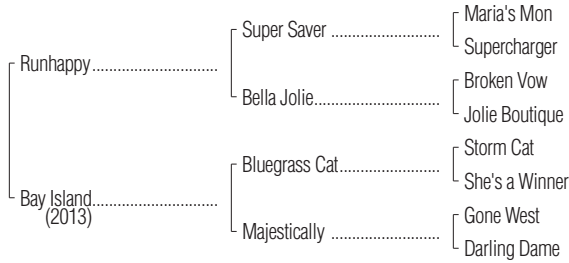 Maria's Mon
Super Saver ........................
Supercharger
Runhappy ............................
Broken Vow
Bella Jolie ............................
Jolie Boutique
Storm Cat
Bluegrass Cat ......................
She's a Winner
Bay Island ............................
(2013)
Gone West
Majestically ........................
Darling Dame